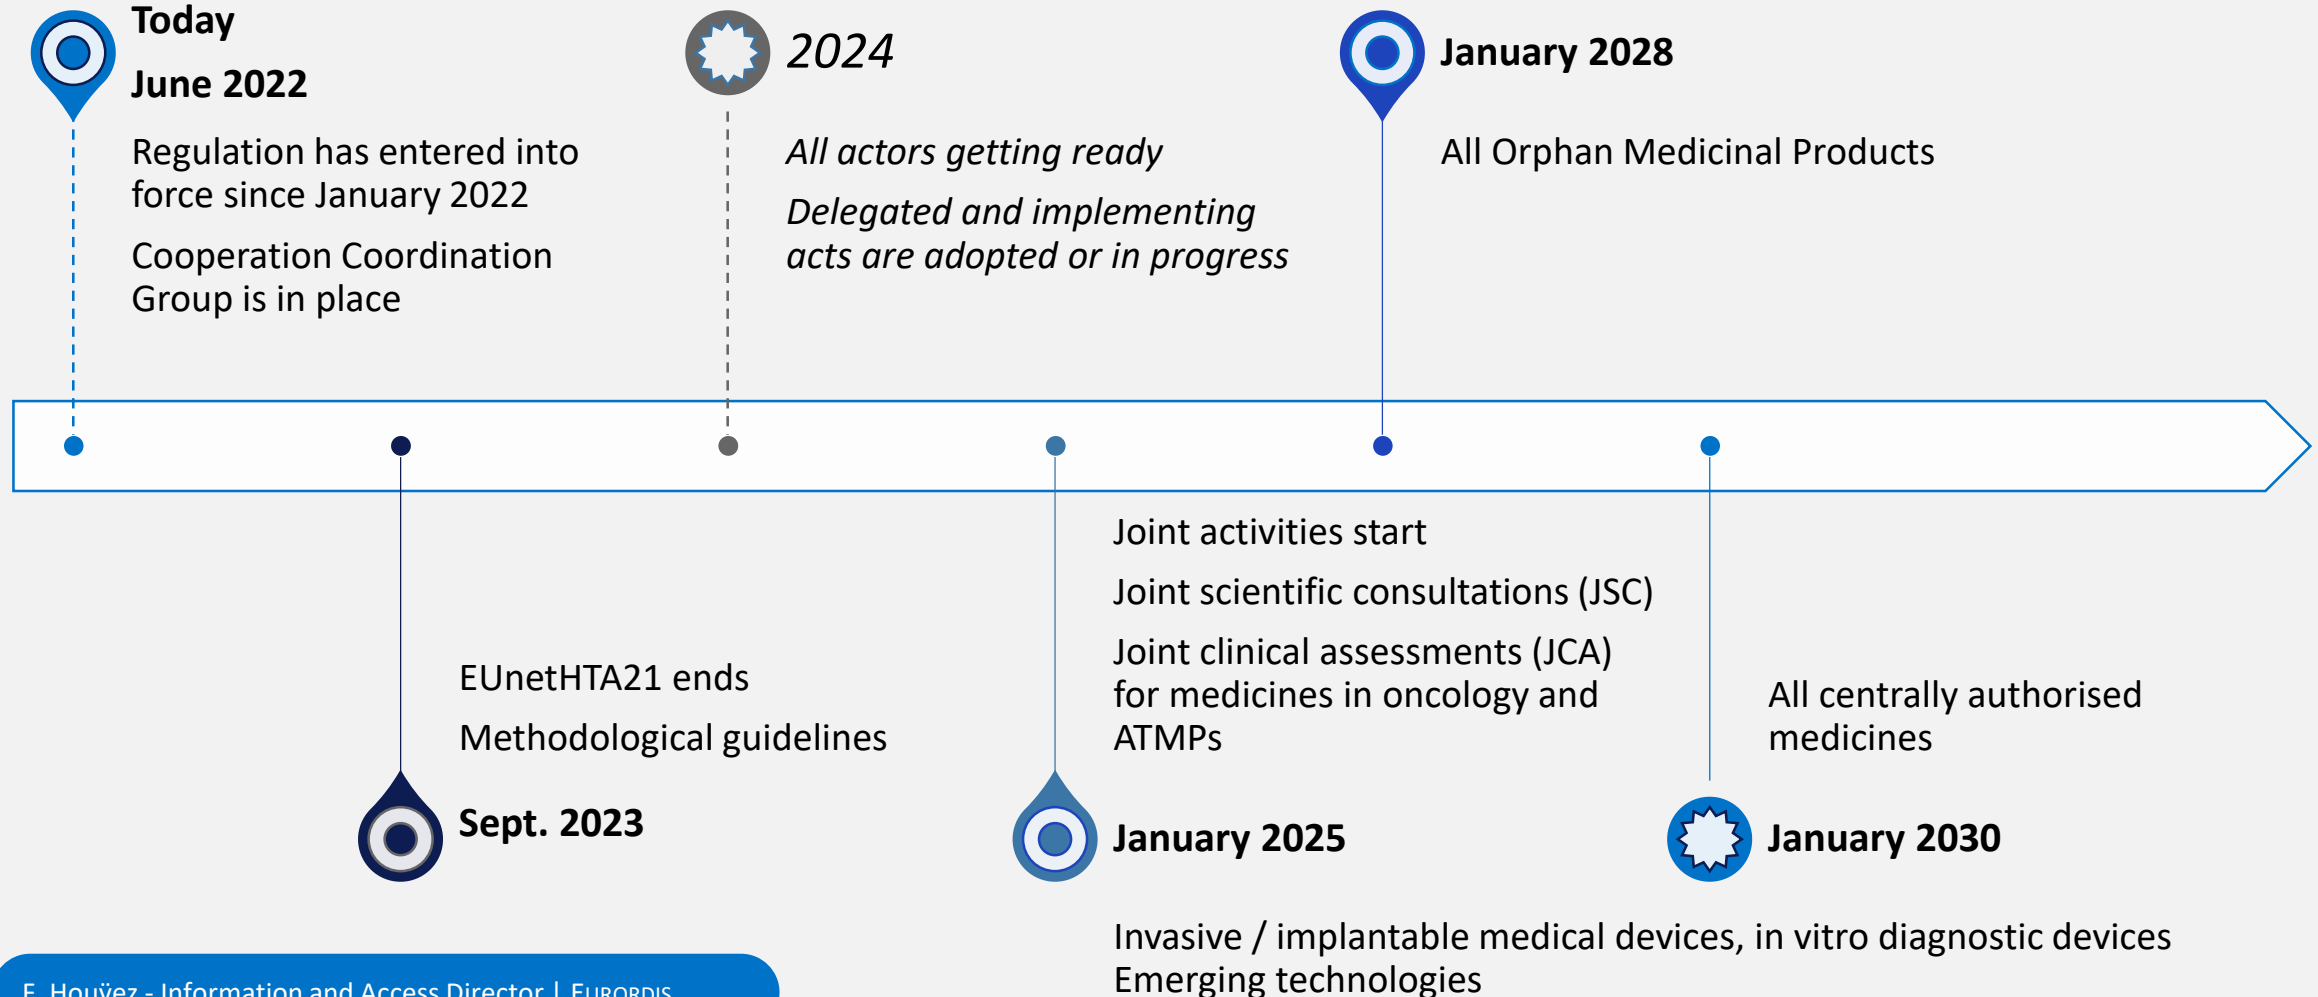 Today
June 2022
Regulation has entered into
force since January 2022
Cooperation Coordination
Group is in place
2024
All actors getting ready
Delegated and implementing
acts are adopted or in progress
January 2028
All Orphan Medicinal Products
EUnetHTA21 ends
Methodological guidelines
Sept. 2023
Joint activities start
Joint scientific consultations (JSC)
Joint clinical assessments (JCA)
for medicines in oncology and
ATMPs
January 2025
Invasive / implantable medical devices, in vitro diagnostic devices
Emerging technologies
All centrally authorised
medicines
January 2030
F. Houÿez - Information and Access Director | EURORDIS